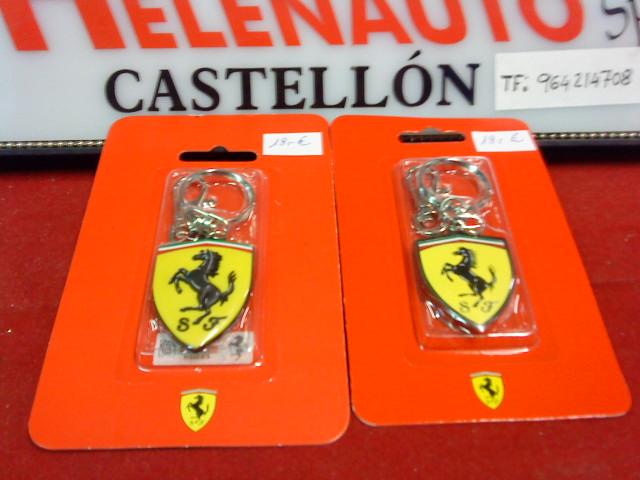 HELENAUTO S
CASTELLÓN
TF: 964214708
18,- €
18,- €
S F
S F